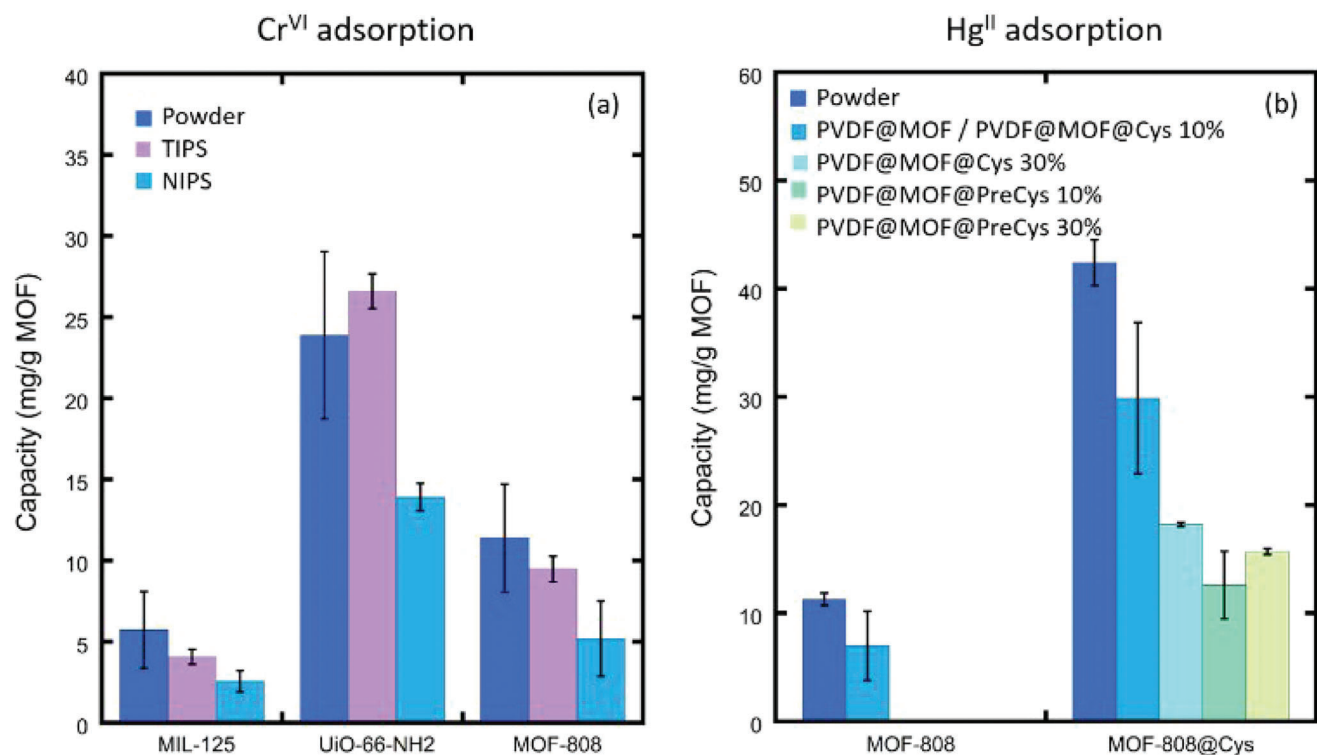 Cr^VI adsorption
Capacity (mg/g MOF)
40
35
30
25
20
15
10
5
0
(a)
Powder
TIPS
NIPS
MIL-125
UiO-66-NH2
MOF-808
Hg^II adsorption
Capacity (mg/g MOF)
60
50
40
30
20
10
0
(b)
Powder
PVDF@MOF / PVDF@MOF@Cys 10%
PVDF@MOF@Cys 30%
PVDF@MOF@PreCys 10%
PVDF@MOF@PreCys 30%
MOF-808
MOF-808@Cys